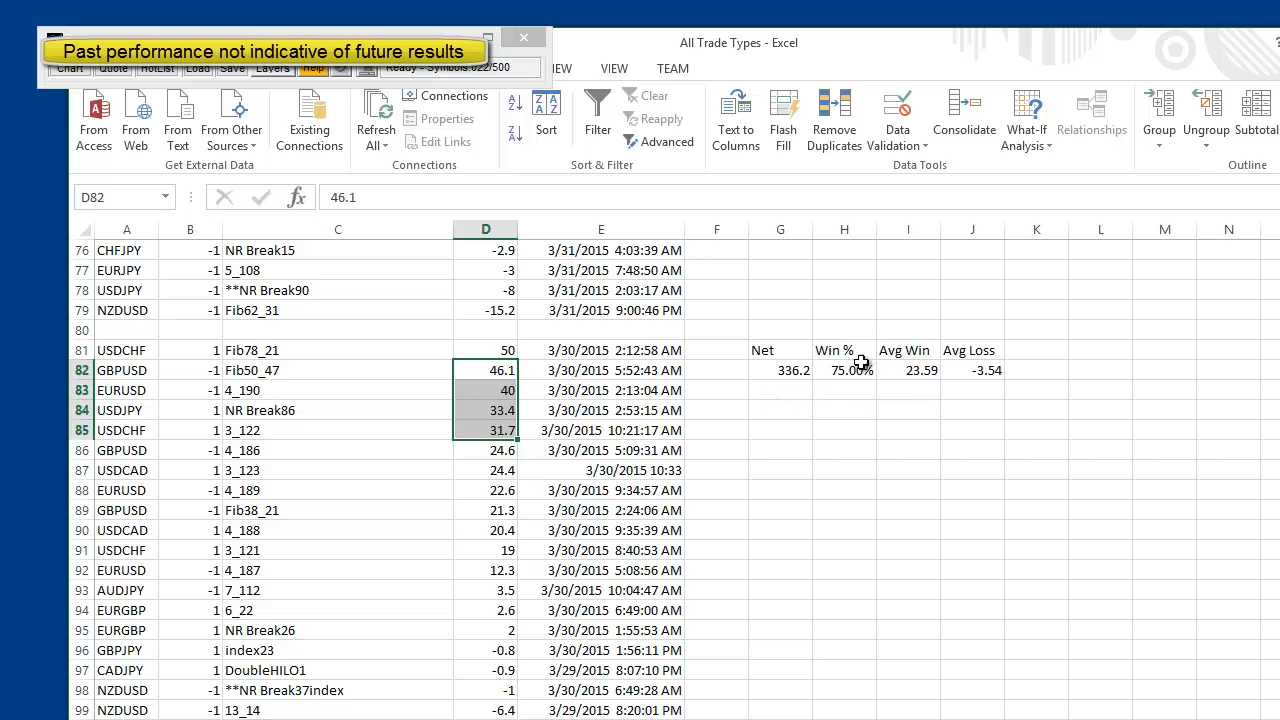 Past performance not indicative of future results
Chart Quote HotList Load Save Layers Help Ready - Symbols:022/500
All Trade Types - Excel
VIEW TEAM
From Access
From Web
From Text
From Other Sources
Get External Data
Existing Connections
Refresh All
Connections
Properties
Edit Links
Connections
Sort
Filter
Clear
Reapply
Advanced
Sort & Filter
Text to Columns
Flash Fill
Remove Duplicates
Data Validation
Consolidate
What-If Analysis
Relationships
Data Tools
Group
Ungroup
Subtotal
Outline
D82 fx 46.1
A B C D E F G H I J K L M N
76 CHFJPY -1 NR Break15 -2.9 3/31/2015 4:03:39 AM
77 EURJPY -1 5_108 -3 3/31/2015 7:48:50 AM
78 USDJPY -1 **NR Break90 -8 3/31/2015 2:03:17 AM
79 NZDUSD -1 Fib62_31 -15.2 3/31/2015 9:00:46 PM
80
81 USDCHF 1 Fib78_21 50 3/30/2015 2:12:58 AM Net Win % Avg Win Avg Loss
82 GBPUSD -1 Fib50_47 46.1 3/30/2015 5:52:43 AM 336.2 75.00% 23.59 -3.54
83 EURUSD -1 4_190 40 3/30/2015 2:13:04 AM
84 USDJPY -1 NR Break86 33.4 3/30/2015 2:53:15 AM
85 USDCHF 1 3_122 31.7 3/30/2015 10:21:17 AM
86 GBPUSD -1 4_186 24.6 3/30/2015 5:09:31 AM
87 USDCAD 1 3_123 24.4 3/30/2015 10:33
88 EURUSD -1 4_189 22.6 3/30/2015 9:34:57 AM
89 GBPUSD -1 Fib38_21 21.3 3/30/2015 2:24:06 AM
90 USDCAD 1 4_188 20.4 3/30/2015 9:35:39 AM
91 USDCHF 1 3_121 19 3/30/2015 8:40:53 AM
92 EURUSD -1 4_187 12.3 3/30/2015 5:08:56 AM
93 AUDJPY -1 7_112 3.5 3/30/2015 10:04:47 AM
94 EURGBP 1 6_22 2.6 3/30/2015 6:49:00 AM
95 EURGBP 1 NR Break26 2 3/30/2015 1:55:53 AM
96 GBPJPY 1 index23 -0.8 3/30/2015 1:56:11 PM
97 CADJPY 1 DoubleHILO1 -0.9 3/29/2015 8:07:10 PM
98 NZDUSD -1 **NR Break37index -1 3/30/2015 6:49:28 AM
99 NZDUSD -1 13_14 -6.4 3/29/2015 8:20:01 PM